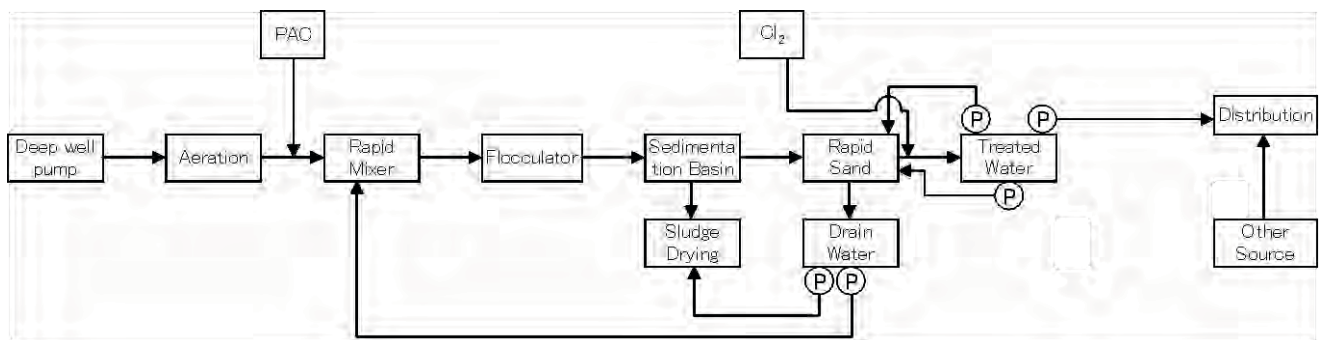 PAC
Cl₂
P
P
Distribution
Deep well
pump
Aeration
Rapid
Mixer
Flocculator
Sedimenta
tion Basin
Rapid
Sand
Treated
Water
P
Sludge
Drying
Drain
Water
Other
Source
P
P